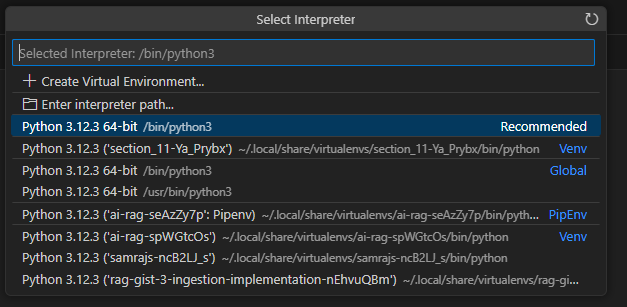 Select Interpreter
Selected Interpreter: /bin/python3
Create Virtual Environment...
Enter interpreter path...
Python 3.12.3 64-bit /bin/python3 Recommended
Python 3.12.3 ('section_11-Ya_Prybx') ~/.local/share/virtualenvs/section_11-Ya_Prybx/bin/python Venv
Python 3.12.3 64-bit /bin/python3 Global
Python 3.12.3 64-bit /usr/bin/python3
Python 3.12.3 ('ai-rag-seAzZy7p': Pipenv) ~/.local/share/virtualenvs/ai-rag-seAzZy7p/bin/pyth... PipEnv
Python 3.12.3 ('ai-rag-spWGtcOs') ~/.local/share/virtualenvs/ai-rag-spWGtcOs/bin/python Venv
Python 3.12.3 ('samrajs-ncB2LJ_s') ~/.local/share/virtualenvs/samrajs-ncB2LJ_s/bin/python
Python 3.12.3 ('rag-gist-3-ingestion-implementation-nEhvuQBm') ~/.local/share/virtualenvs/rag-gi...